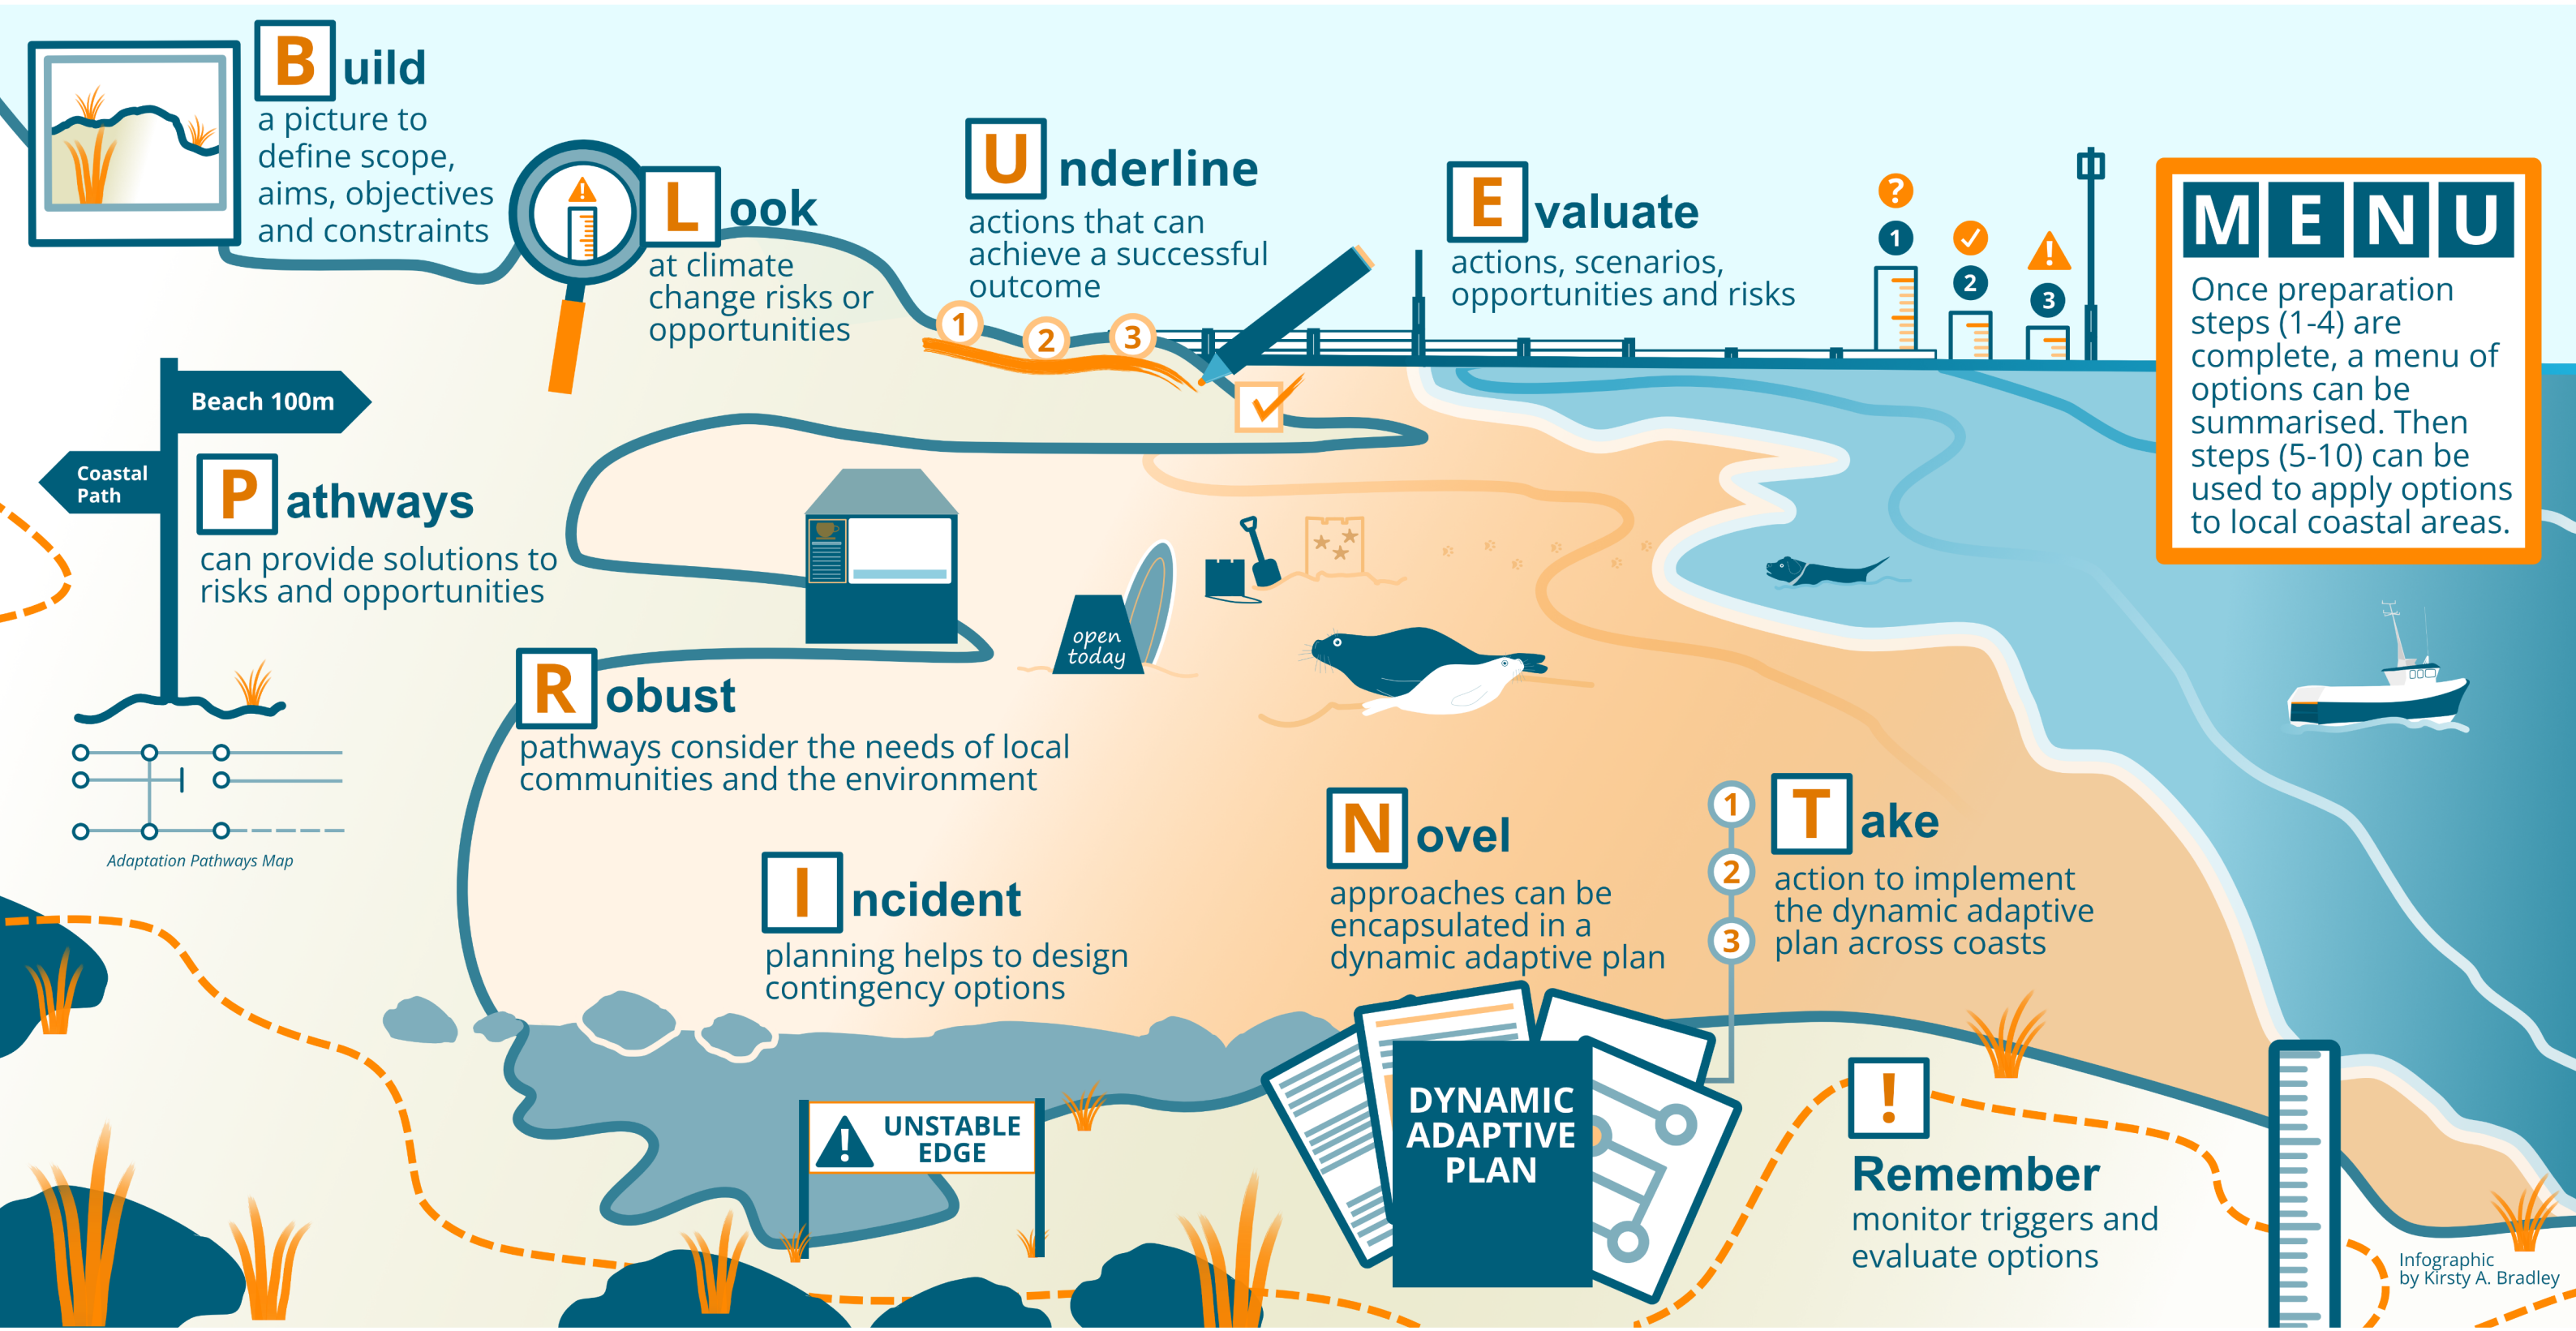 Build
a picture to
define scope,
aims, objectives
and constraints
Look
at climate
change risks or
opportunities
Underline
actions that can
achieve a successful
outcome
1
2
3
Evaluate
actions, scenarios,
opportunities and risks
?
1
2
!
3
MENU
Once preparation
steps (1-4) are
complete, a menu of
options can be
summarised. Then
steps (5-10) can be
used to apply options
to local coastal areas.
Beach 100m
Coastal
Path
Pathways
can provide solutions to
risks and opportunities
Adaptation Pathways Map
open
today
Robust
pathways consider the needs of local
communities and the environment
Incident
planning helps to design
contingency options
! UNSTABLE
EDGE
Novel
approaches can be
encapsulated in a
dynamic adaptive plan
DYNAMIC
ADAPTIVE
PLAN
1
2
3
Take
action to implement
the dynamic adaptive
plan across coasts
!
Remember
monitor triggers and
evaluate options
Infographic
by Kirsty A. Bradley